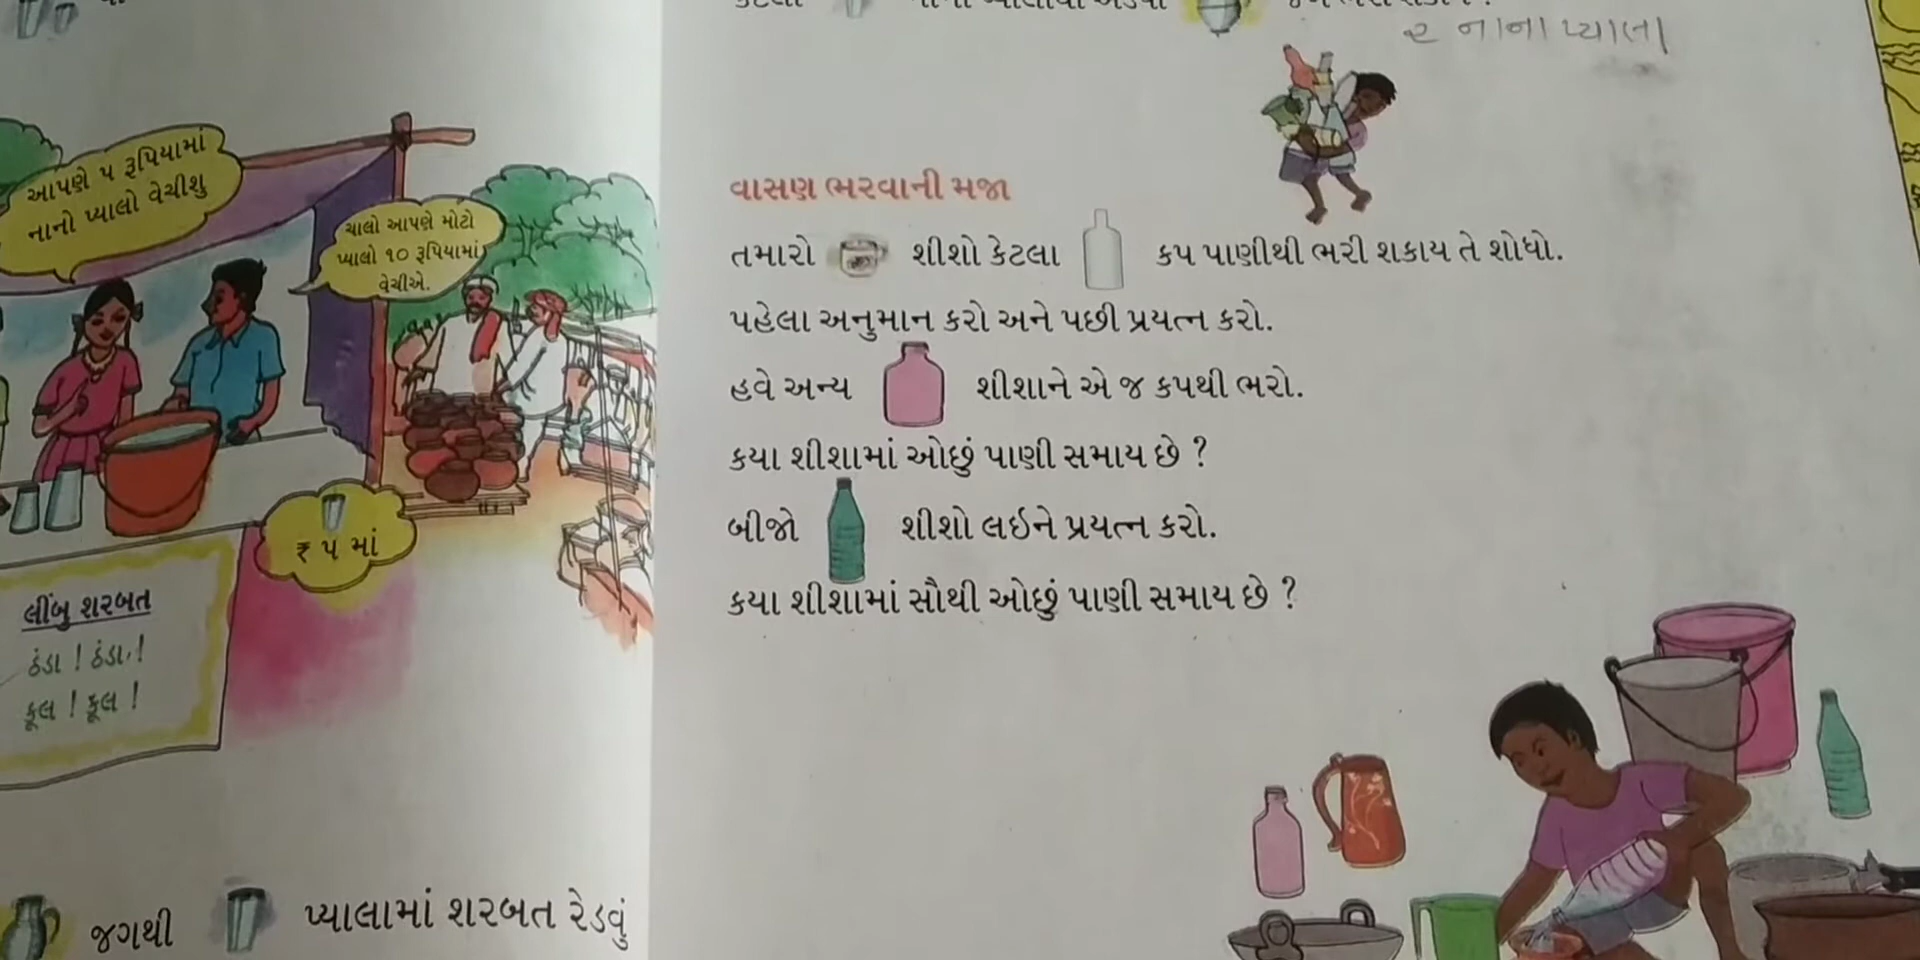 આપણે ૫ રૂપિયામાં
નાનો પ્યાલો વેચીશુ
ચાલો આપણે મોટો
પ્યાલો ૧૦ રૂપિયામાં
વેચીએ.
₹ ૫ માં
લીંબુ શરબત
ઠંડા ! ઠંડા !
કૂલ ! કૂલ !
જગથી પ્યાલામાં શરબત રેડવું
૨ નાના પ્યાલા
વાસણ ભરવાની મજા
તમારો શીશો કેટલા કપ પાણીથી ભરી શકાય તે શોધો.
પહેલા અનુમાન કરો અને પછી પ્રયત્ન કરો.
હવે અન્ય શીશાને એ જ કપથી ભરો.
કયા શીશામાં ઓછું પાણી સમાય છે ?
બીજો શીશો લઇને પ્રયત્ન કરો.
કયા શીશામાં સૌથી ઓછું પાણી સમાય છે ?